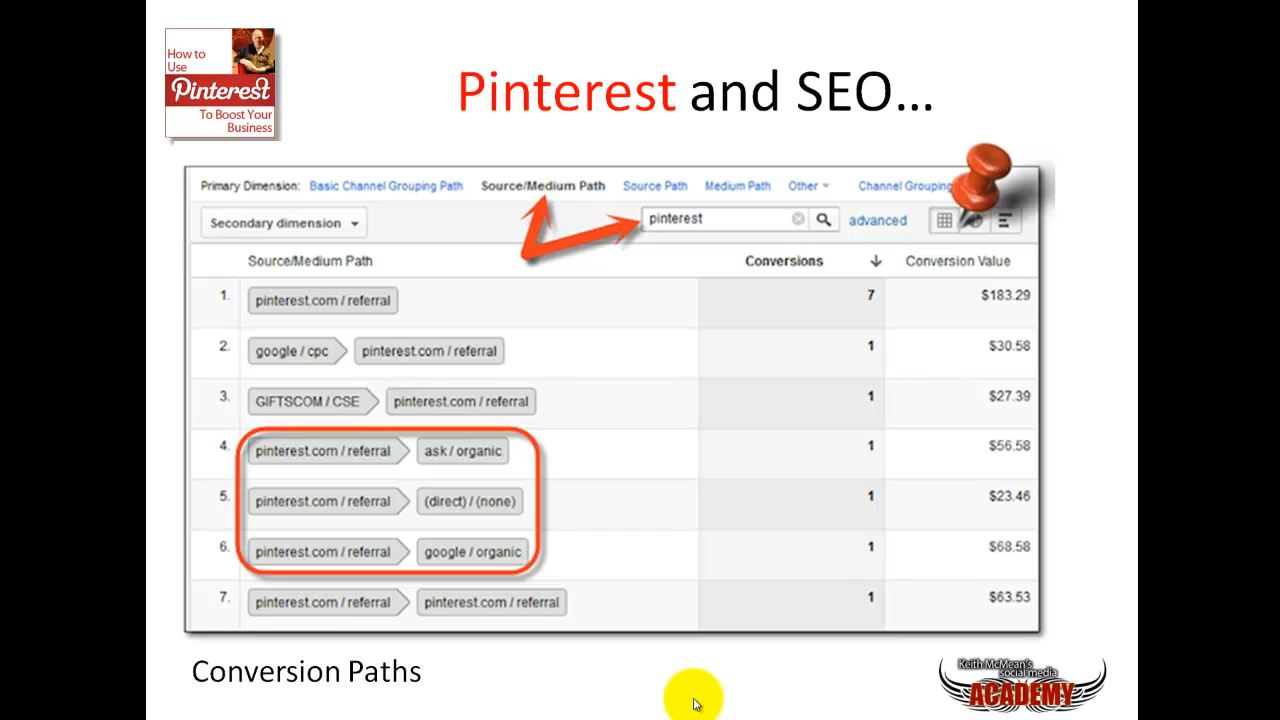 How to
Use
Pinterest
To Boost Your
Business
Pinterest and SEO...
Primary Dimension: Basic Channel Grouping Path Source/Medium Path Source Path Medium Path Other Channel Grouping
Secondary dimension pinterest advanced
Source/Medium Path Conversions Conversion Value
1. pinterest.com / referral 7 $183.29
2. google / cpc pinterest.com / referral 1 $30.58
3. GIFTSCOM / CSE pinterest.com / referral 1 $27.39
4. pinterest.com / referral ask / organic 1 $56.58
5. pinterest.com / referral (direct) / (none) 1 $23.46
6. pinterest.com / referral google / organic 1 $68.58
7. pinterest.com / referral pinterest.com / referral 1 $63.53
Conversion Paths
Keith McMean's
social media
ACADEMY